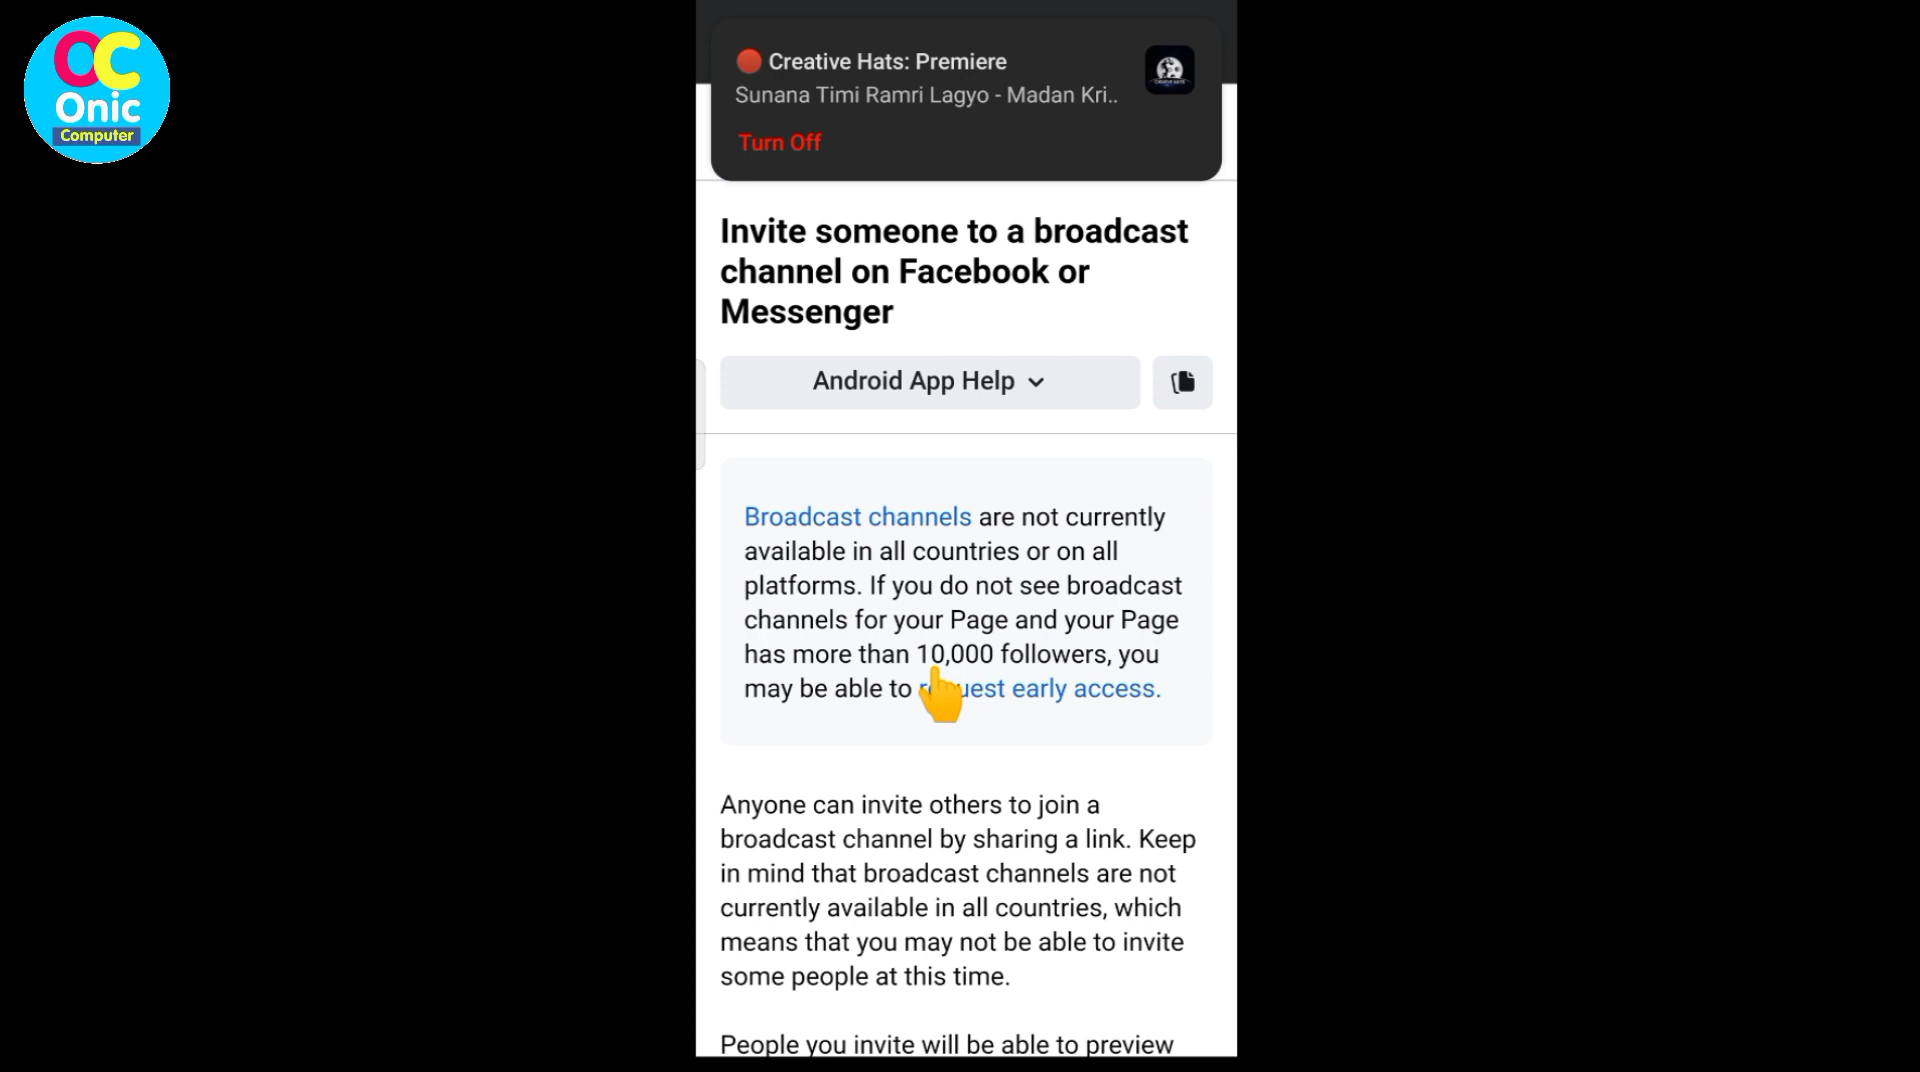 OC
Onic
Computer
Creative Hats: Premiere
Sunana Timi Ramri Lagyo - Madan Kri..
Turn Off
Invite someone to a broadcast
channel on Facebook or
Messenger
Android App Help
Broadcast channels are not currently
available in all countries or on all
platforms. If you do not see broadcast
channels for your Page and your Page
has more than 10,000 followers, you
may be able to request early access.
Anyone can invite others to join a
broadcast channel by sharing a link. Keep
in mind that broadcast channels are not
currently available in all countries, which
means that you may not be able to invite
some people at this time.
People you invite will be able to preview